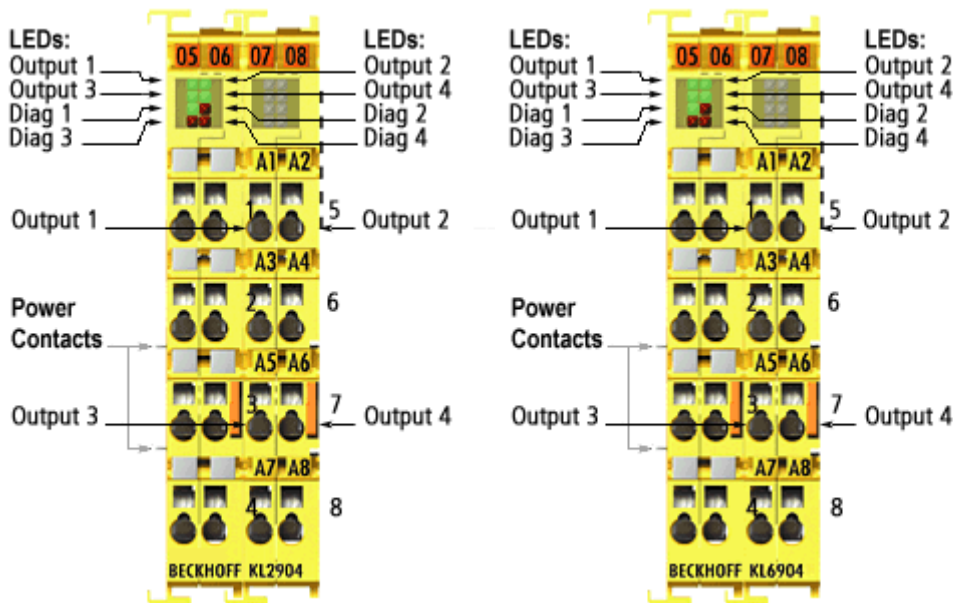 LEDs:
Output 1
Output 3
Diag 1
Diag 3
05 06 07 08
LEDs:
Output 2
Output 4
Diag 2
Diag 4
A1 A2
Output 1
1
5
Output 2
A3 A4
2
6
Power
Contacts
A5 A6
Output 3
3
7
Output 4
A7 A8
4
8
BECKHOFF KL2904
LEDs:
Output 1
Output 3
Diag 1
Diag 3
05 06 07 08
LEDs:
Output 2
Output 4
Diag 2
Diag 4
A1 A2
Output 1
1
5
Output 2
A3 A4
2
6
Power
Contacts
A5 A6
Output 3
3
7
Output 4
A7 A8
4
8
BECKHOFF KL6904